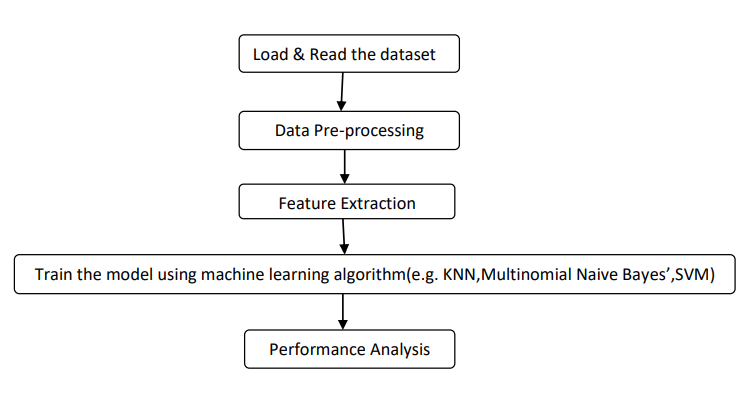 Load & Read the dataset
Data Pre-processing
Feature Extraction
Train the model using machine learning algorithm(e.g. KNN,Multinomial Naive Bayes’,SVM)
Performance Analysis